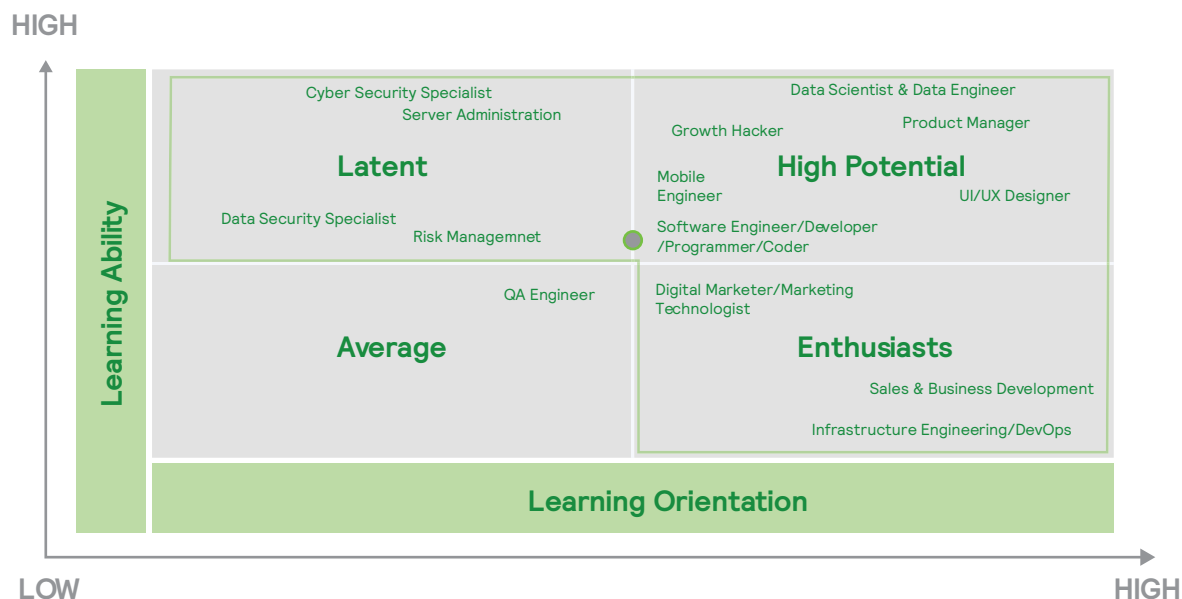 HIGH
Learning Ability
Cyber Security Specialist
Server Administration
Latent
Data Security Specialist
Risk Managemnet
Data Scientist & Data Engineer
Product Manager
Growth Hacker
High Potential
Mobile
Engineer
UI/UX Designer
Software Engineer/Developer
/Programmer/Coder
QA Engineer
Average
Digital Marketer/Marketing
Technologist
Enthusiasts
Sales & Business Development
Infrastructure Engineering/DevOps
Learning Orientation
LOW
HIGH